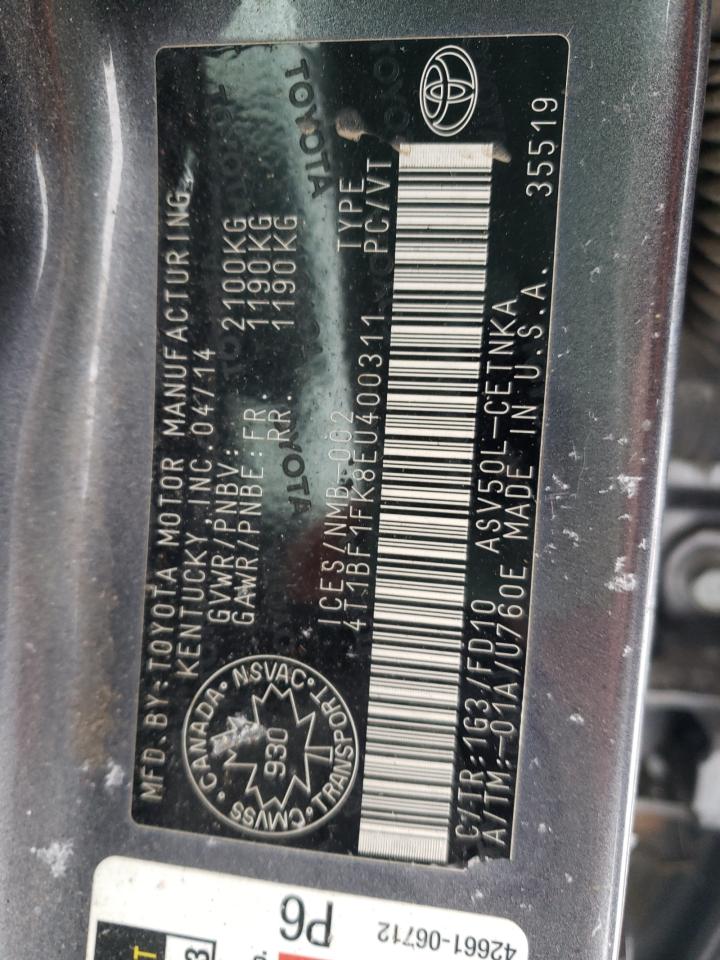 MFD. BY: TOYOTA MOTOR MANUFACTURING,
KENTUCKY, INC. 04/14
GVWR/PNBV: 2100KG
GAWR/PNBE: FR. 1190KG
RR. 1190KG
CANADA · NSVAC · TRANSPORT · CMVSS ·
930
ICES/NMB-002 TYPE
4T1BF1FK8EU400311 PC/VT
C/TR: 1G3/FD10 ASV50L-CETNKA
A/TM: -01A/U760E MADE IN U.S.A. 35519
TOYOTA
TOYOTA
P6
42661-06712